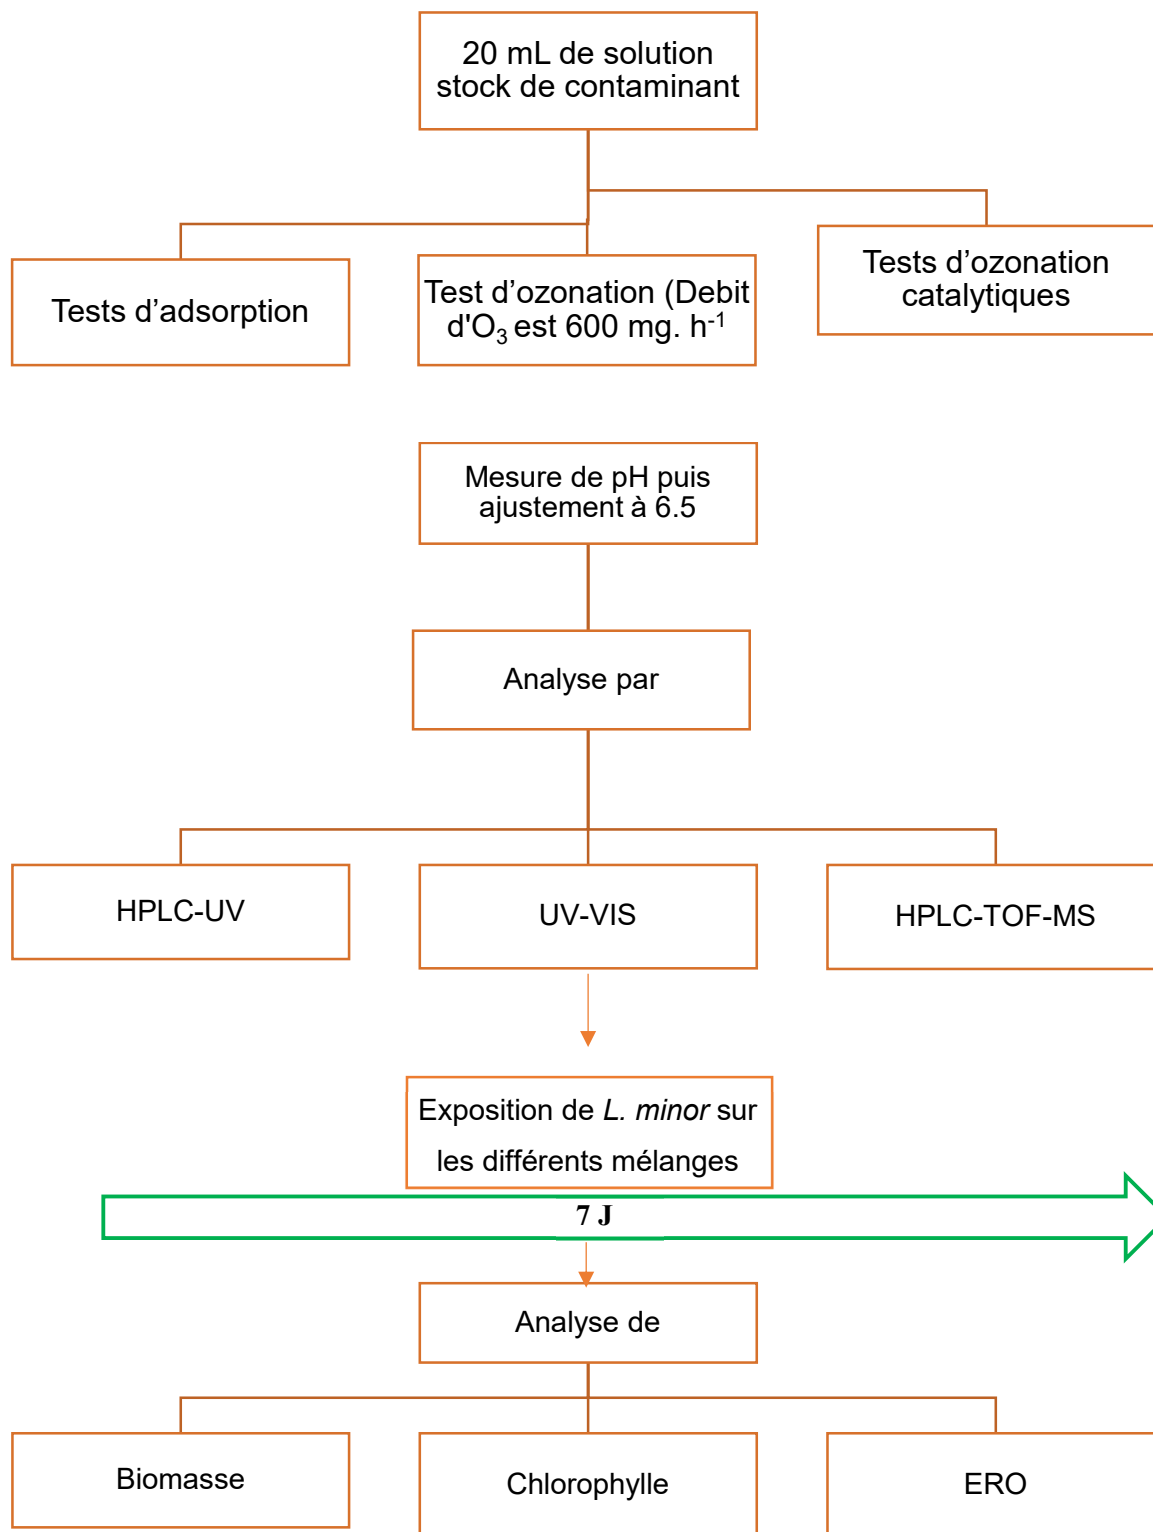 20 mL de solution
stock de contaminant
Tests d’adsorption
Test d’ozonation (Debit
d'O₃ est 600 mg. h⁻¹
Tests d’ozonation
catalytiques
Mesure de pH puis
ajustement à 6.5
Analyse par
HPLC-UV
UV-VIS
HPLC-TOF-MS
Exposition de L. minor sur
les différents mélanges
7 J
Analyse de
Biomasse
Chlorophylle
ERO